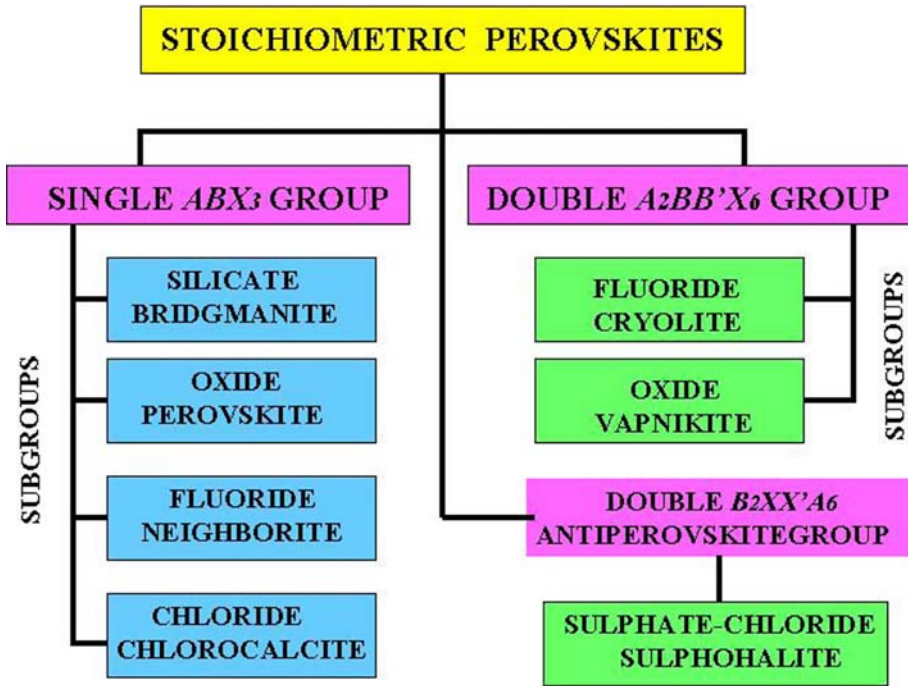 STOICHIOMETRIC PEROVSKITES
SINGLE ABX3 GROUP
SUBGROUPS
SILICATE
BRIDGMANITE
OXIDE
PEROVSKITE
FLUORIDE
NEIGHBORITE
CHLORIDE
CHLOROCALCITE
DOUBLE A2BB'X6 GROUP
SUBGROUPS
FLUORIDE
CRYOLITE
OXIDE
VAPNIKITE
DOUBLE B2XX'A6
ANTIPEROVSKITEGROUP
SULPHATE-CHLORIDE
SULPHOHALITE